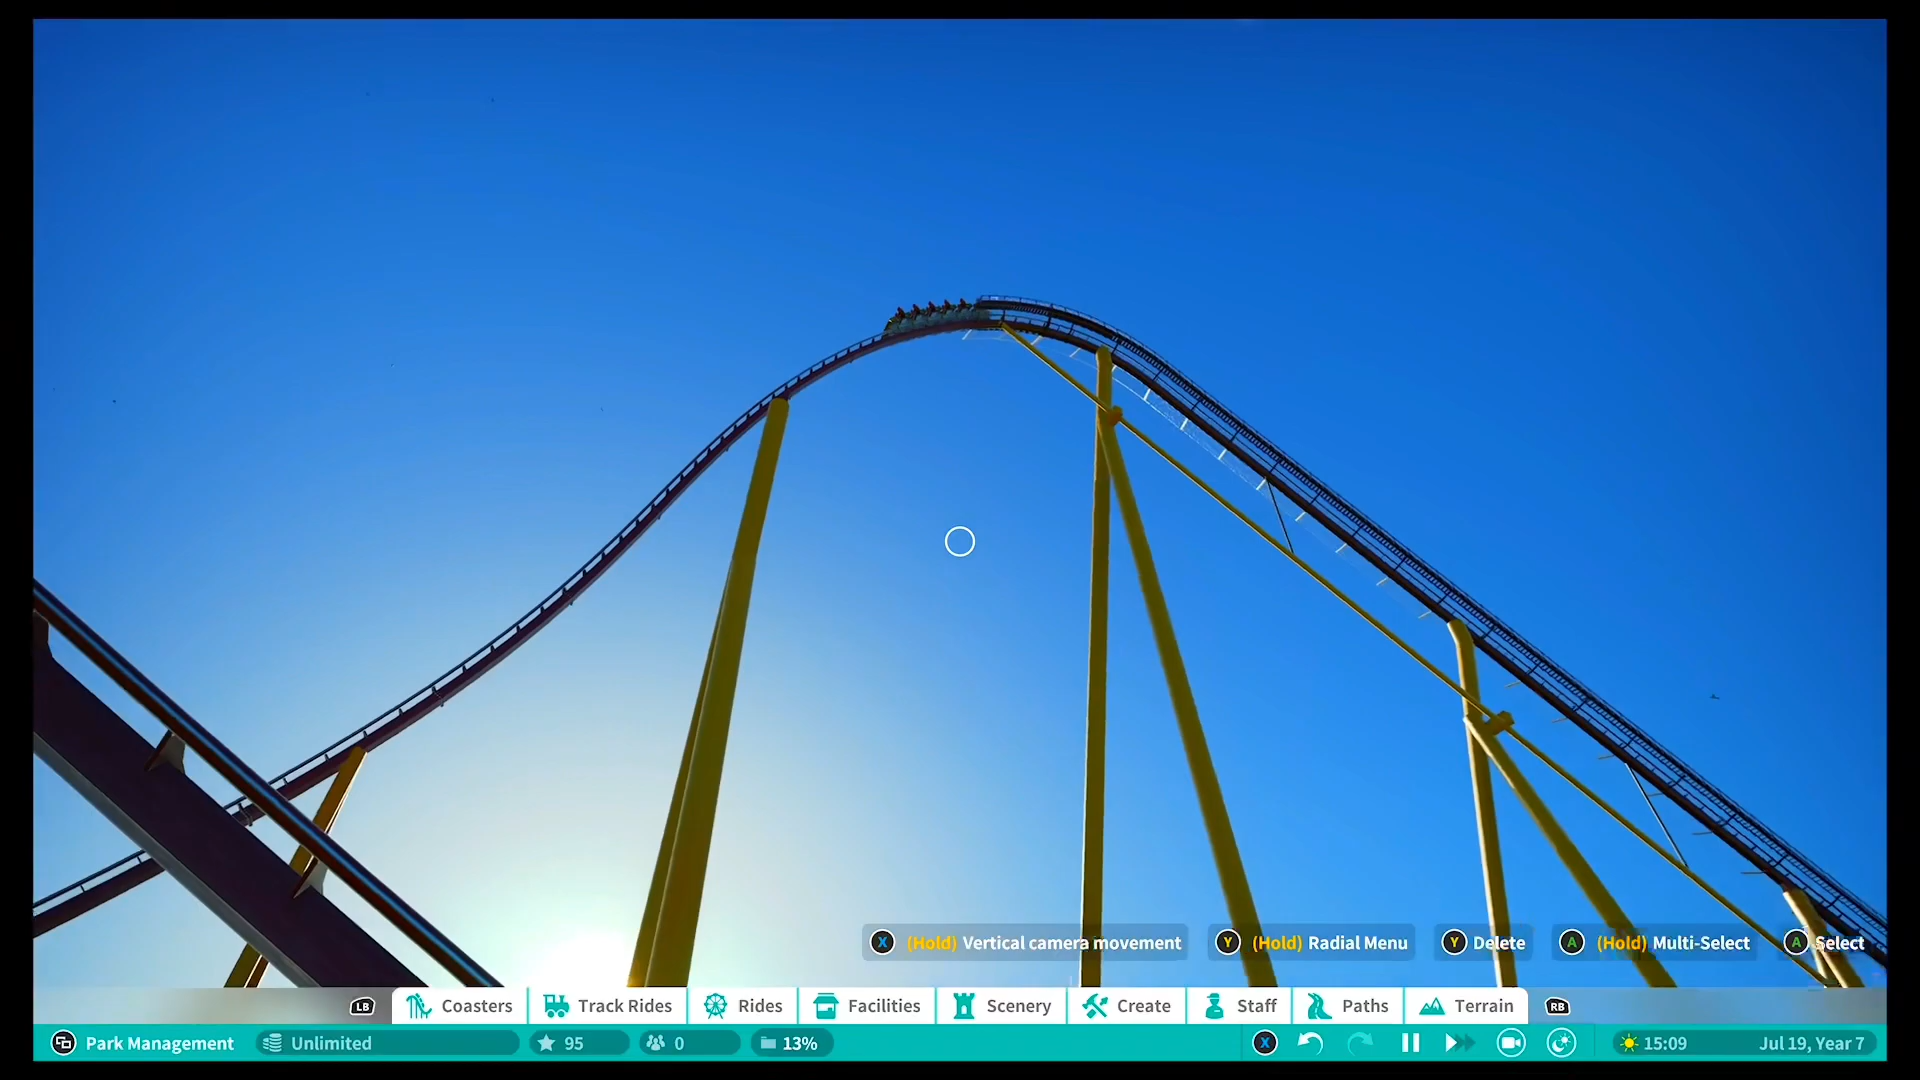 X (Hold) Vertical camera movement Y (Hold) Radial Menu Y Delete A (Hold) Multi-Select A Select
LB Coasters Track Rides Rides Facilities Scenery Create Staff Paths Terrain RB
Park Management Unlimited 95 0 13% X 15:09 Jul 19, Year 7